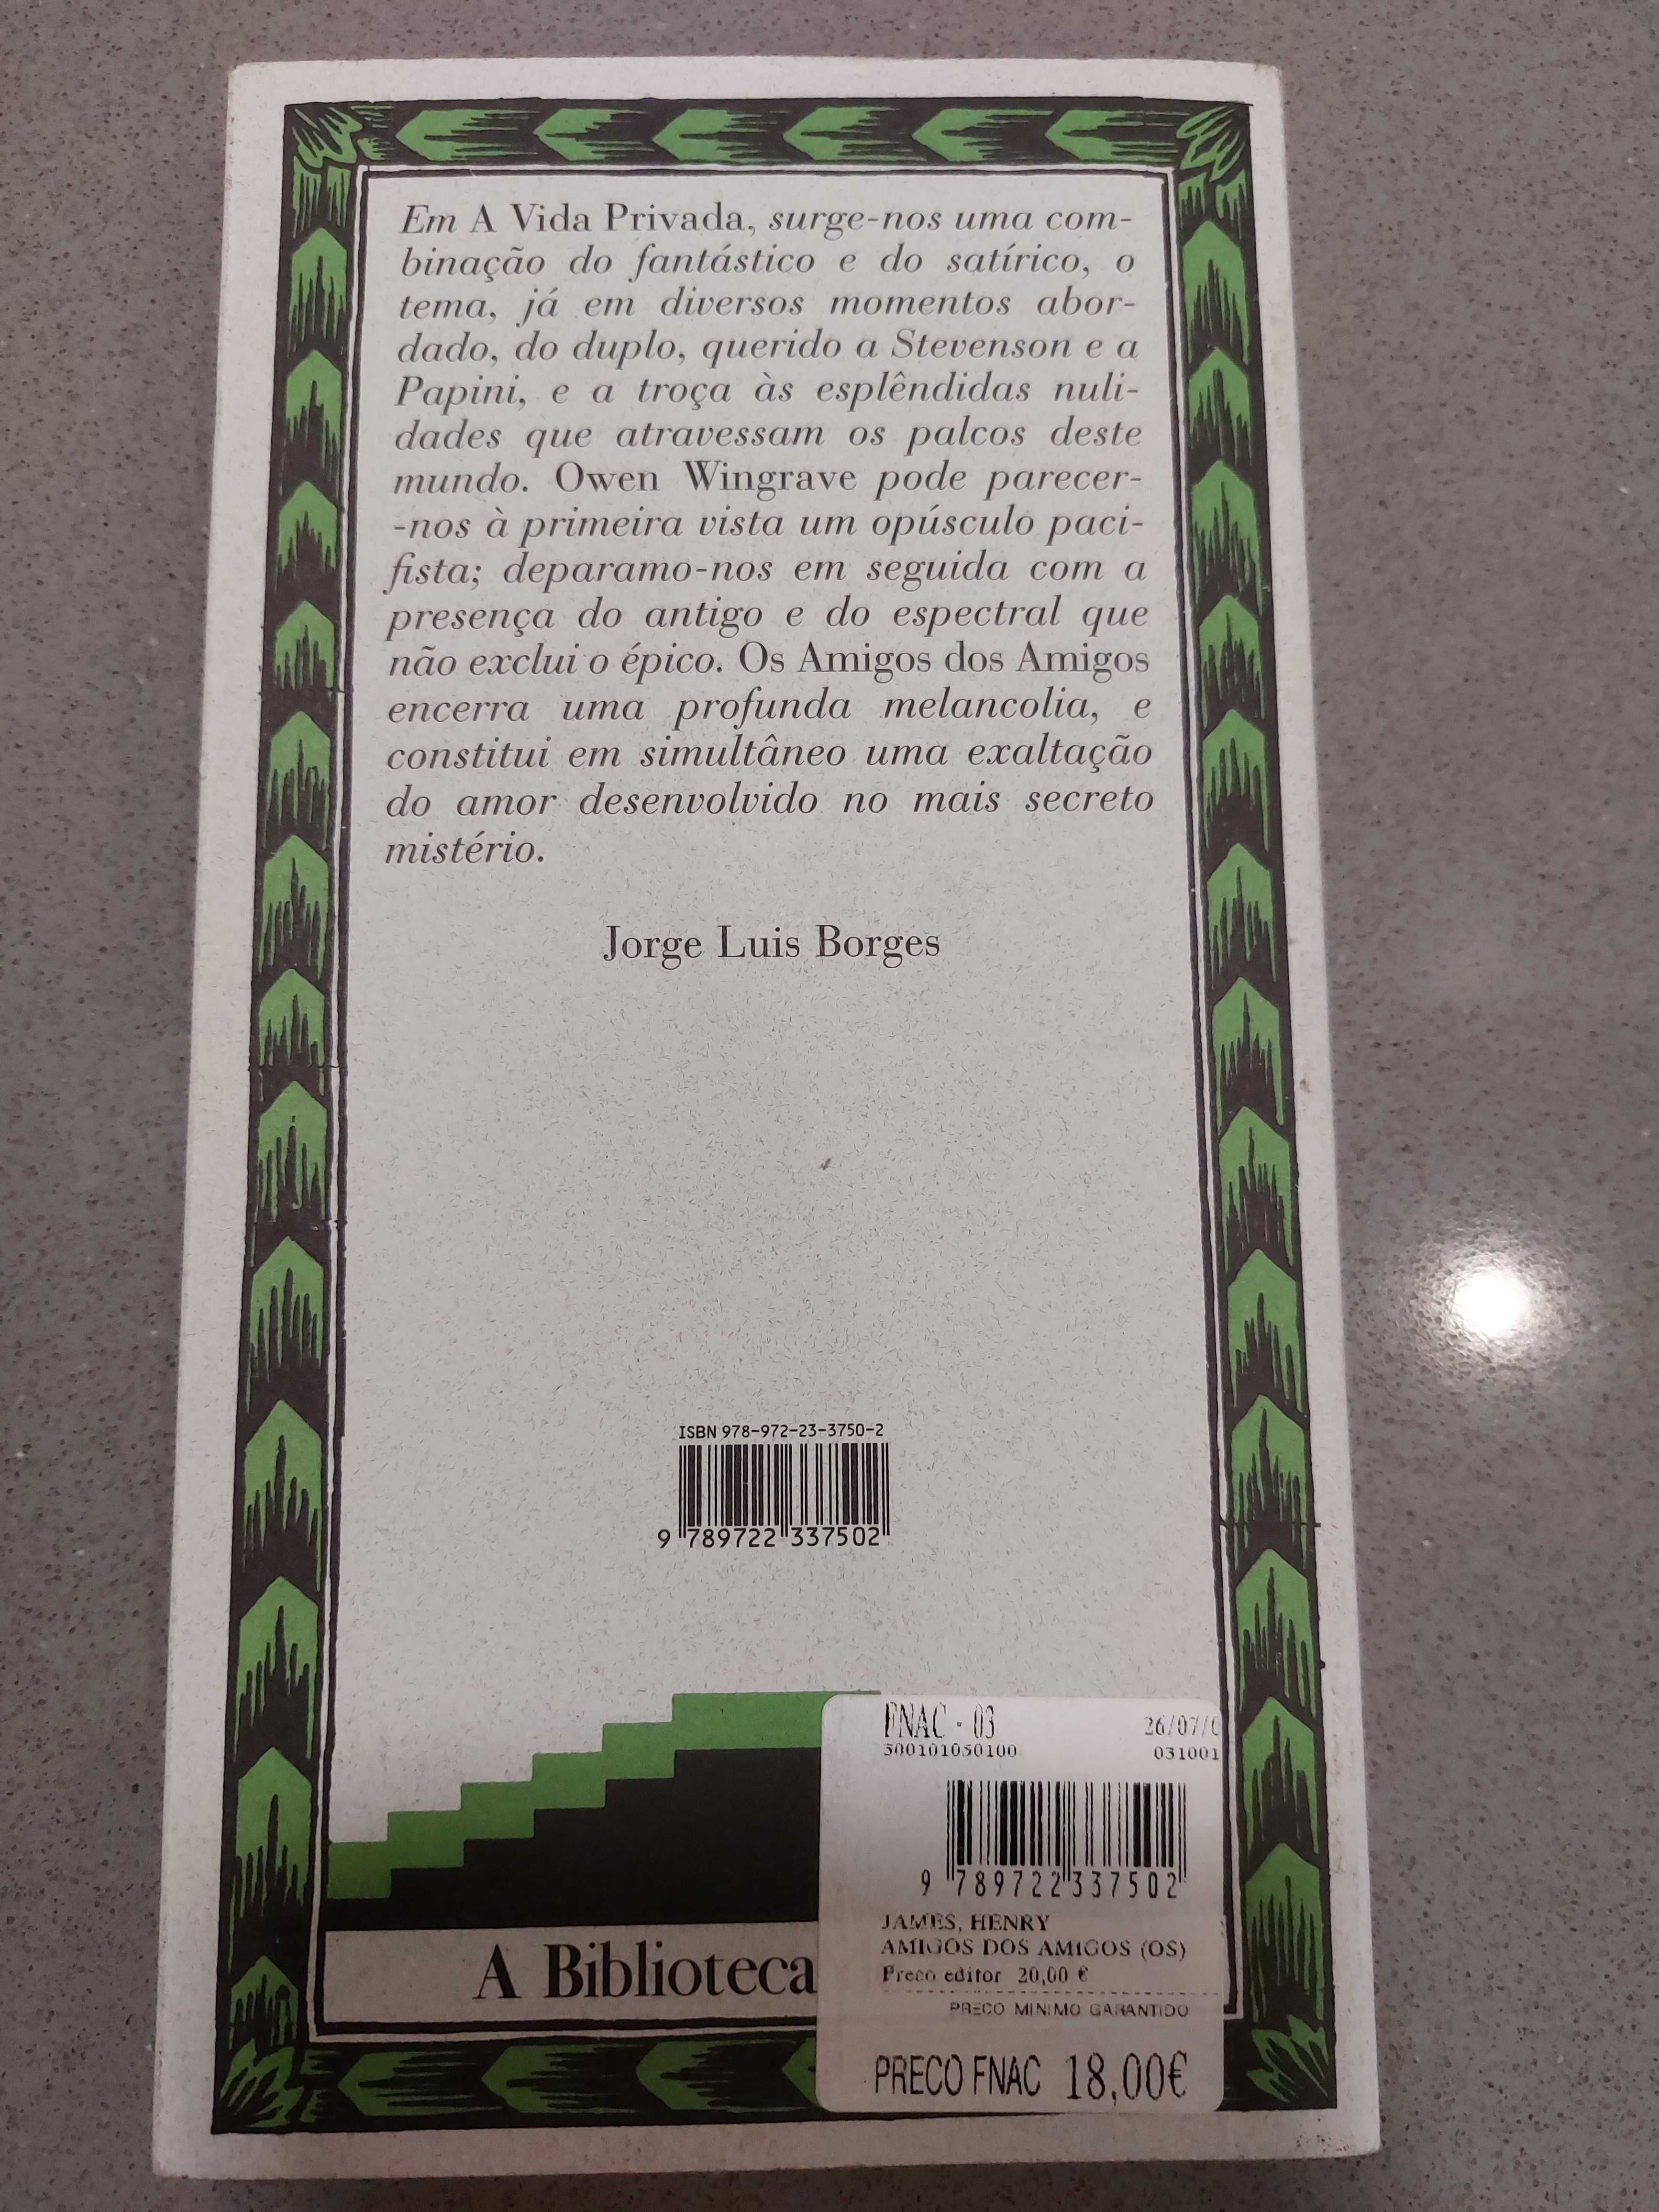 Em A Vida Privada, surge-nos uma com-
binação do fantástico e do satírico, o
tema, já em diversos momentos abor-
dado, do duplo, querido a Stevenson e a
Papini, e a troça às esplêndidas nuli-
dades que atravessam os palcos deste
mundo. Owen Wingrave pode parecer-
-nos à primeira vista um opúsculo paci-
fista; deparamo-nos em seguida com a
presença do antigo e do espectral que
não exclui o épico. Os Amigos dos Amigos
encerra uma profunda melancolia, e
constitui em simultâneo uma exaltação
do amor desenvolvido no mais secreto
mistério.
Jorge Luis Borges
ISBN 978-972-23-3750-2
9 789722 337502
FNAC - 03 26/07/0
300101050100 031001
9 789722 337502
JAMES, HENRY
AMIGOS DOS AMIGOS (OS)
Preco editor 20,00 €
PRECO MINIMO GARANTIDO
PRECO FNAC 18,00€
A Biblioteca